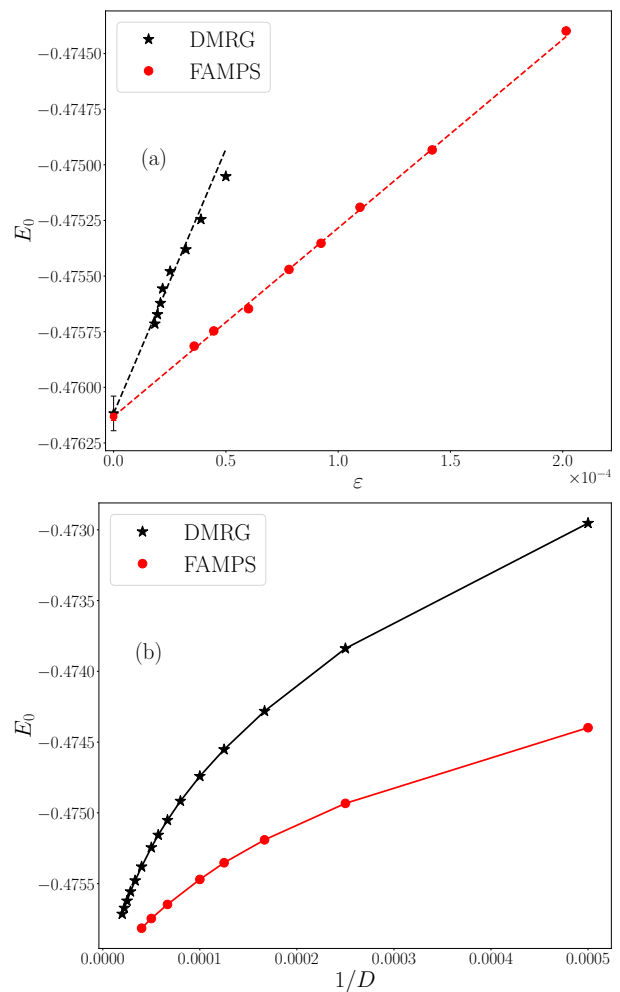 DMRG
FAMPS
(a)
E₀
−0.47450
−0.47475
−0.47500
−0.47525
−0.47550
−0.47575
−0.47600
−0.47625
0.0 0.5 1.0 1.5 2.0
×10⁻⁴
ε
DMRG
FAMPS
(b)
E₀
−0.4730
−0.4735
−0.4740
−0.4745
−0.4750
−0.4755
0.0000 0.0001 0.0002 0.0003 0.0004 0.0005
1/D